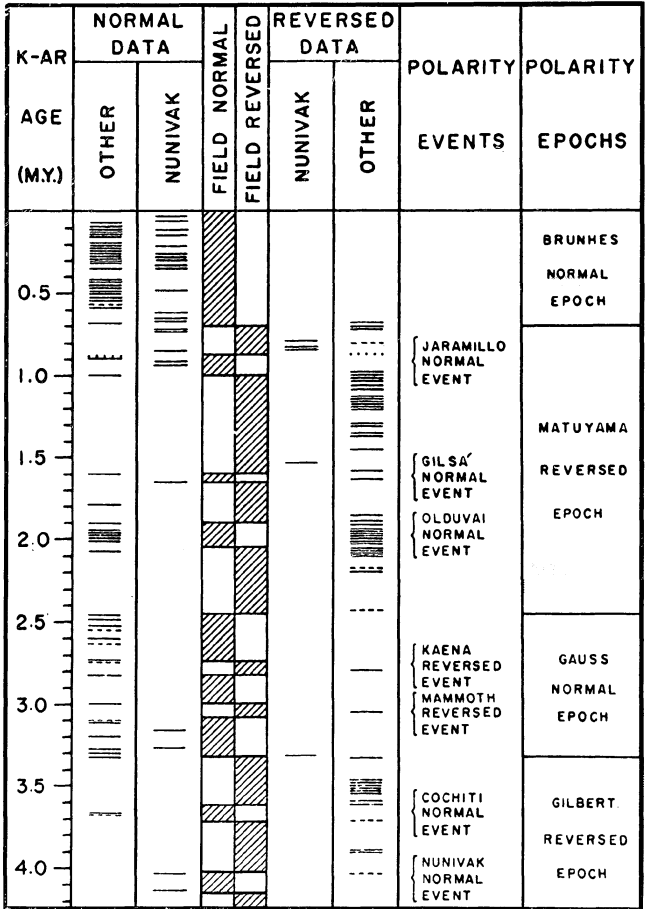 K-AR
AGE
(M.Y.)
NORMAL
DATA
OTHER
NUNIVAK
FIELD NORMAL
FIELD REVERSED
REVERSED
DATA
NUNIVAK
OTHER
POLARITY
EVENTS
POLARITY
EPOCHS
0.5
1.0
1.5
2.0
2.5
3.0
3.5
4.0
JARAMILLO
NORMAL
EVENT
GILSÁ
NORMAL
EVENT
OLDUVAI
NORMAL
EVENT
KAENA
REVERSED
EVENT
MAMMOTH
REVERSED
EVENT
COCHITI
NORMAL
EVENT
NUNIVAK
NORMAL
EVENT
BRUNHES
NORMAL
EPOCH
MATUYAMA
REVERSED
EPOCH
GAUSS
NORMAL
EPOCH
GILBERT
REVERSED
EPOCH